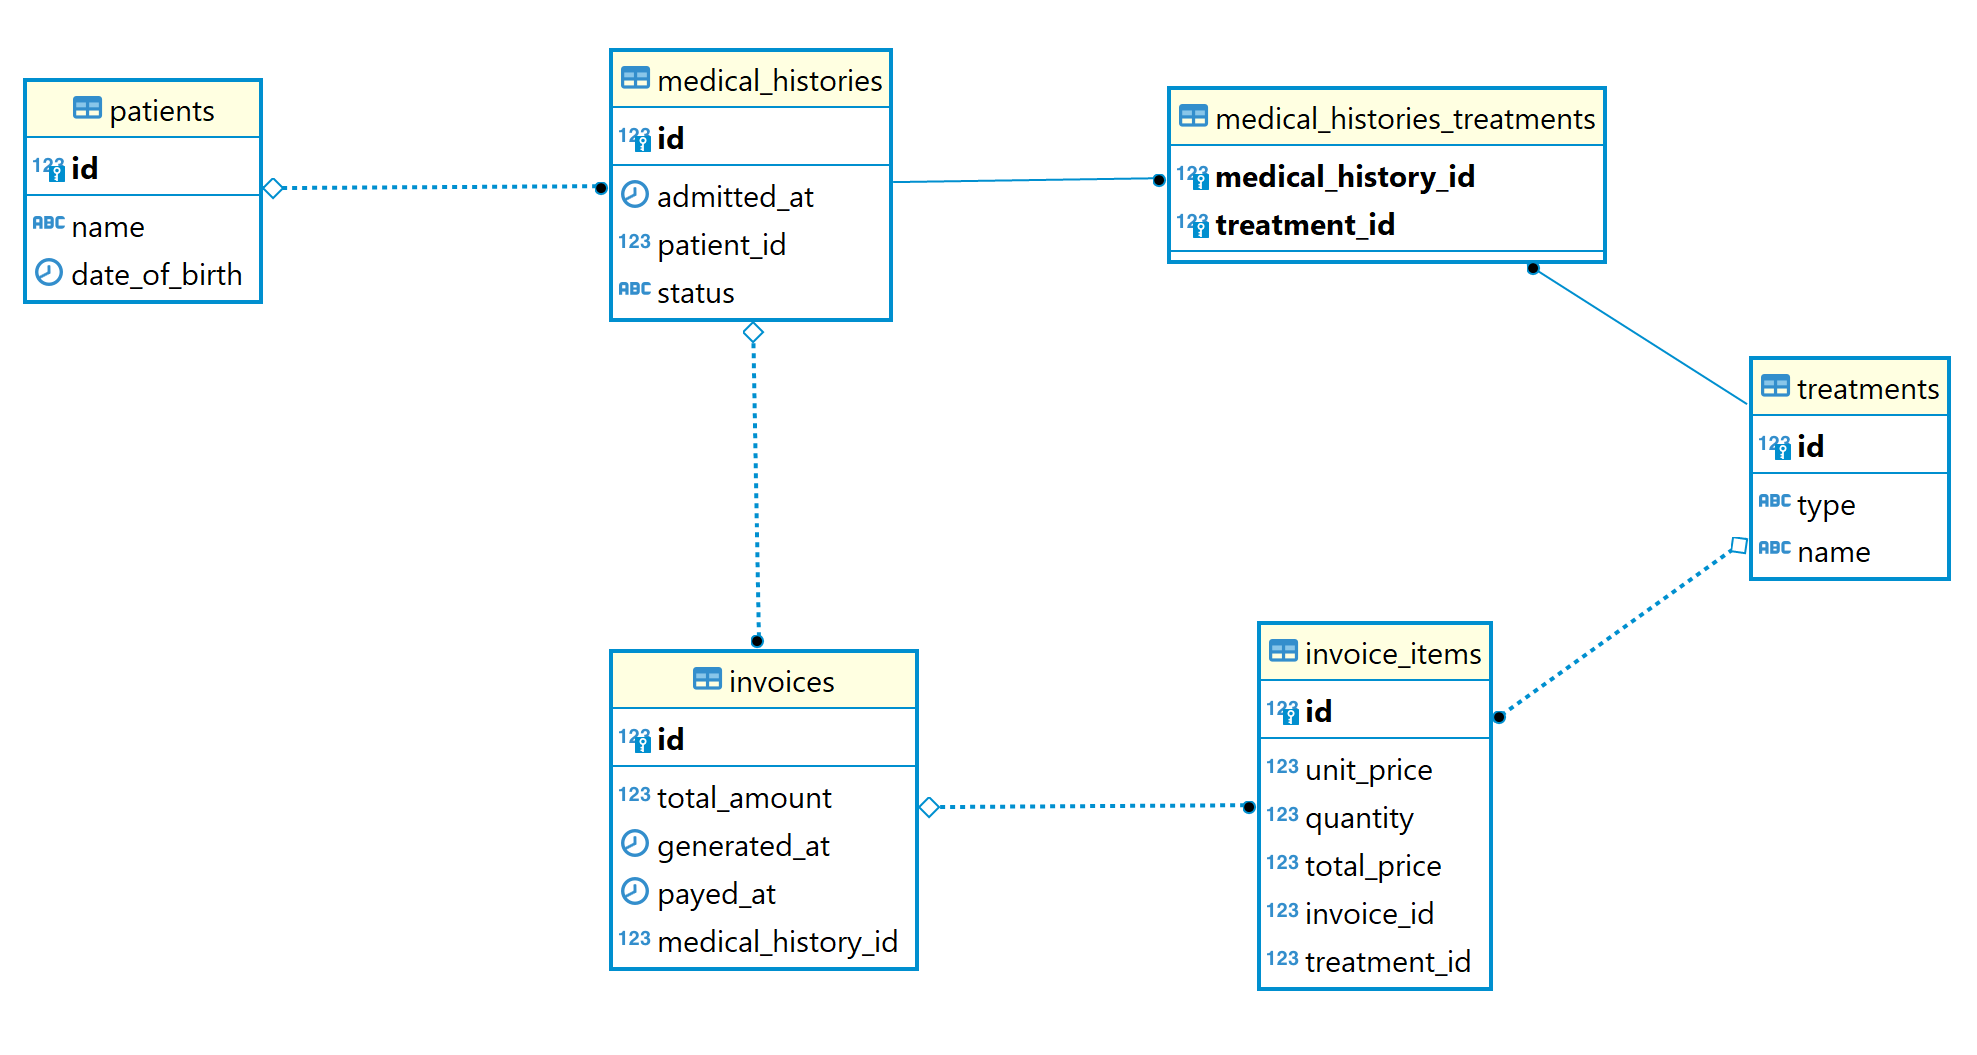 patients
123 id
ABC name
date_of_birth
medical_histories
123 id
admitted_at
123 patient_id
ABC status
medical_histories_treatments
123 medical_history_id
123 treatment_id
treatments
123 id
ABC type
ABC name
invoices
123 id
123 total_amount
generated_at
payed_at
123 medical_history_id
invoice_items
123 id
123 unit_price
123 quantity
123 total_price
123 invoice_id
123 treatment_id